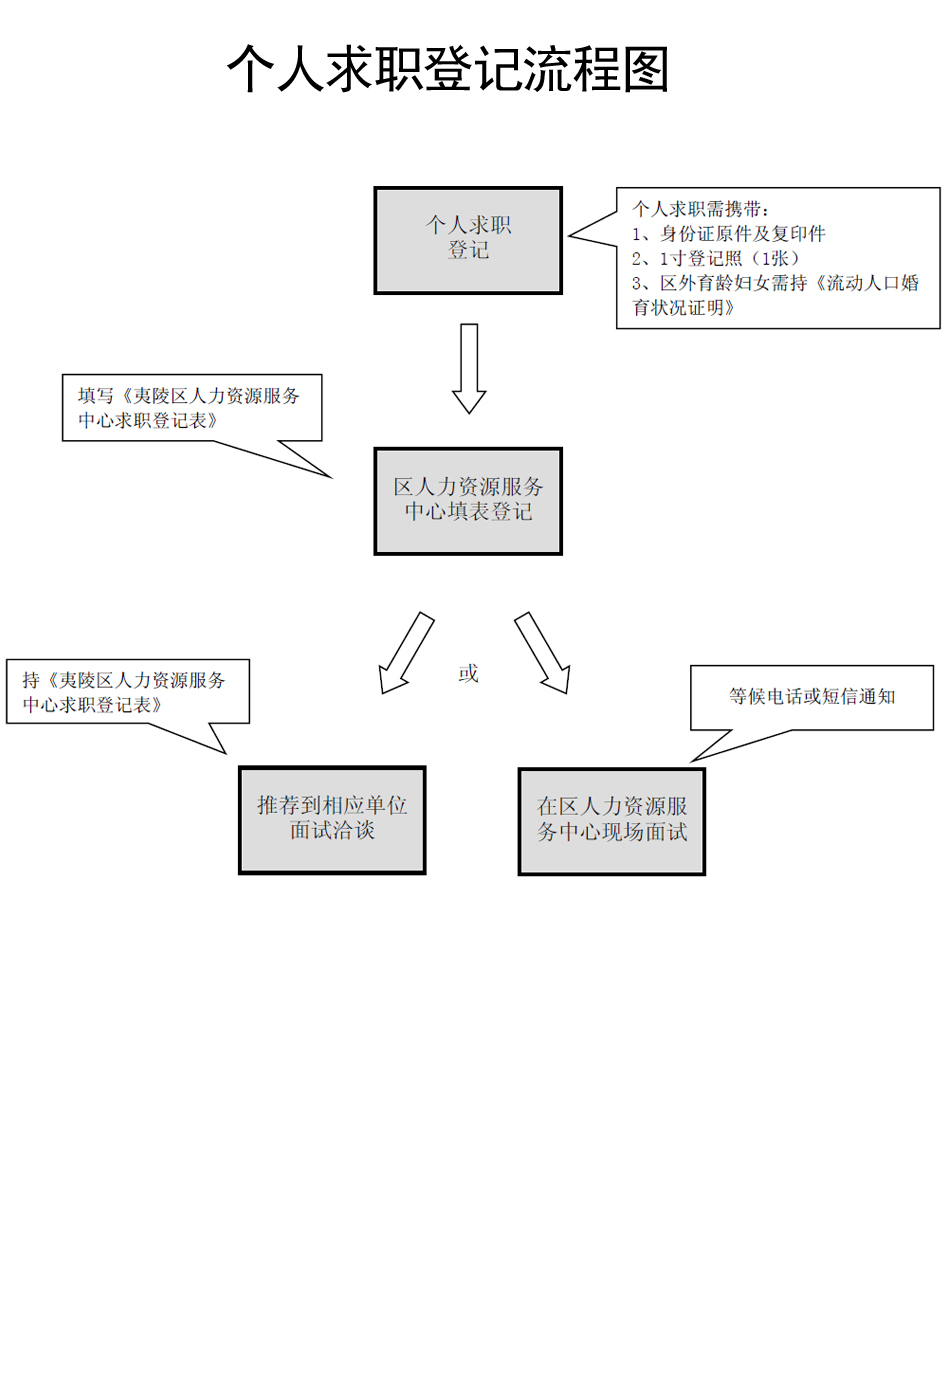 个人求职登记流程图
个人求职
登记
个人求职需携带：
1、身份证原件及复印件
2、1寸登记照（1张）
3、区外育龄妇女需持《流动人口婚
育状况证明》
填写《夷陵区人力资源服务
中心求职登记表》
区人力资源服务
中心填表登记
或
持《夷陵区人力资源服务
中心求职登记表》
等候电话或短信通知
推荐到相应单位
面试洽谈
在区人力资源服
务中心现场面试